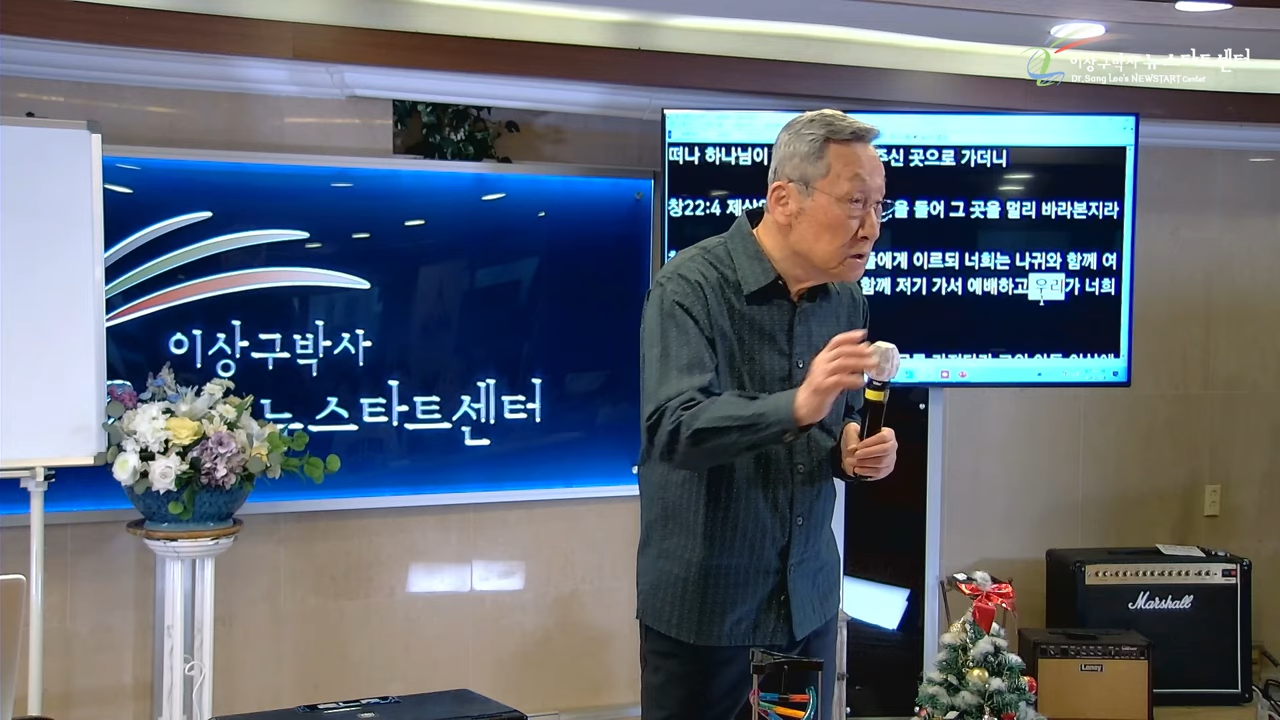 이상구박사 뉴스타트센터
Dr. Sang Lee's NEWSTART Center
떠나 하나님이
주신 곳으로 가더니
창22:4 제삼
을 들어 그 곳을 멀리 바라본지라
에게 이르되 너희는 나귀와 함께 여
함께 저기 가서 예배하고 우리가 너희
이상구박사
뉴스타트센터
Marshall
Laney